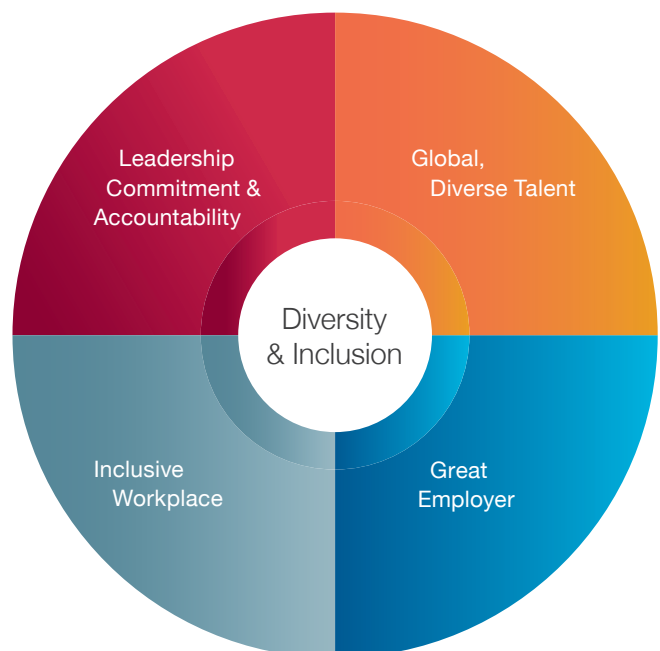 Leadership
Commitment &
Accountability
Global,
Diverse Talent
Diversity
& Inclusion
Inclusive
Workplace
Great
Employer